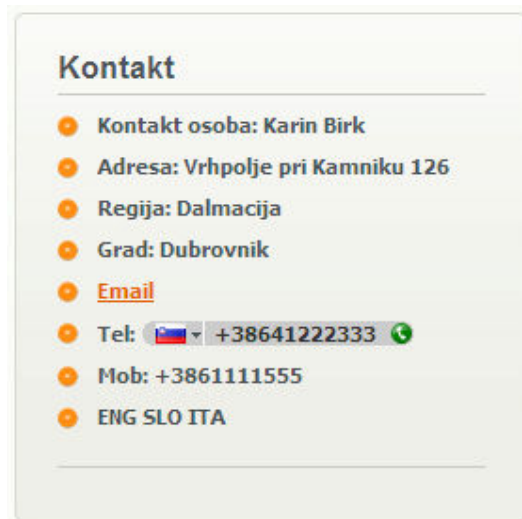 Kontakt
Kontakt osoba: Karin Birk
Adresa: Vrhpolje pri Kamniku 126
Regija: Dalmacija
Grad: Dubrovnik
Email
Tel: +38641222333
Mob: +3861111555
ENG SLO ITA